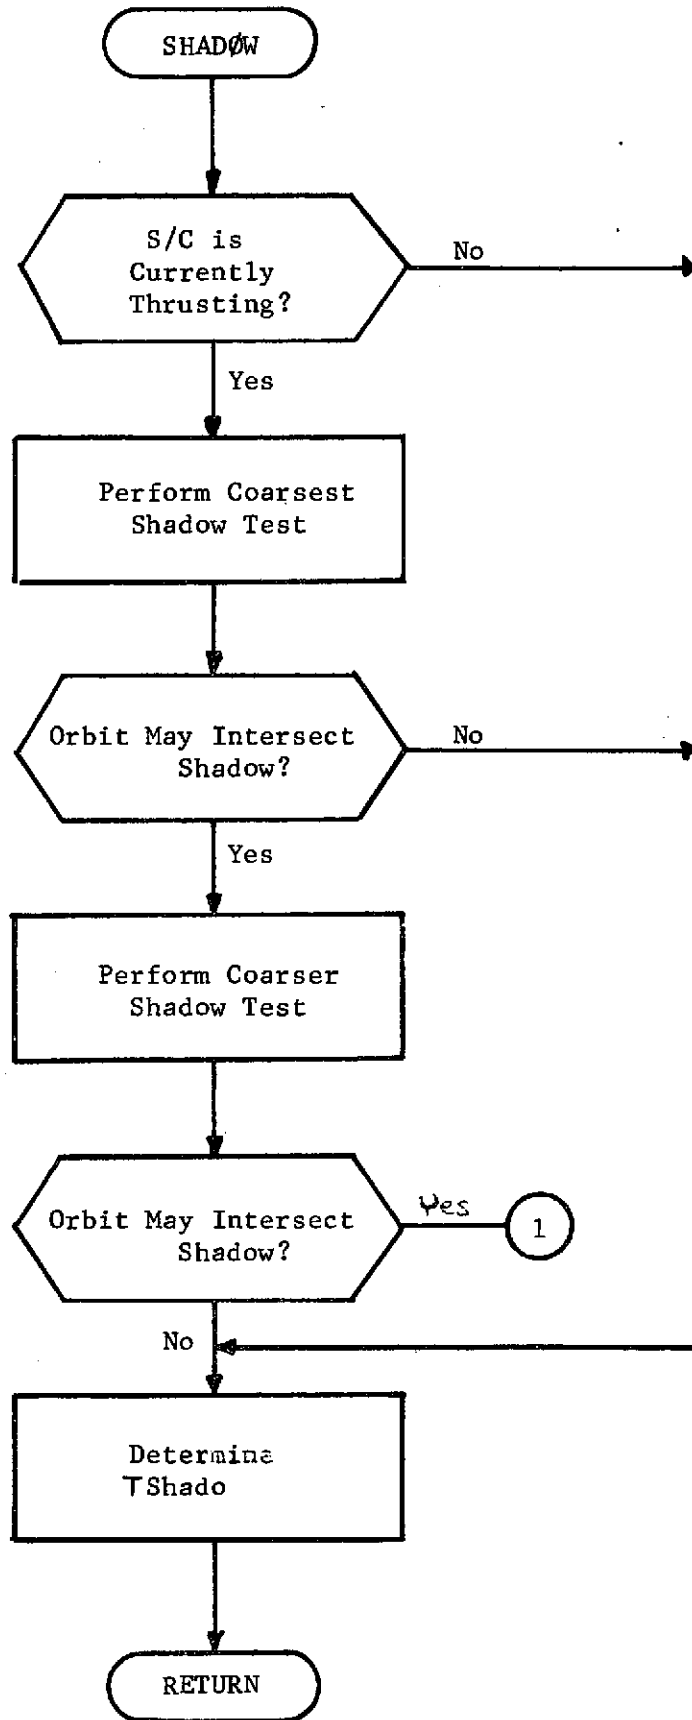 SHADØW
S/C is
Currently
Thrusting?
No
Yes
Perform Coarsest
Shadow Test
Orbit May Intersect
Shadow?
No
Yes
Perform Coarser
Shadow Test
Orbit May Intersect
Shadow?
Yes
1
No
Determine
TShado
RETURN